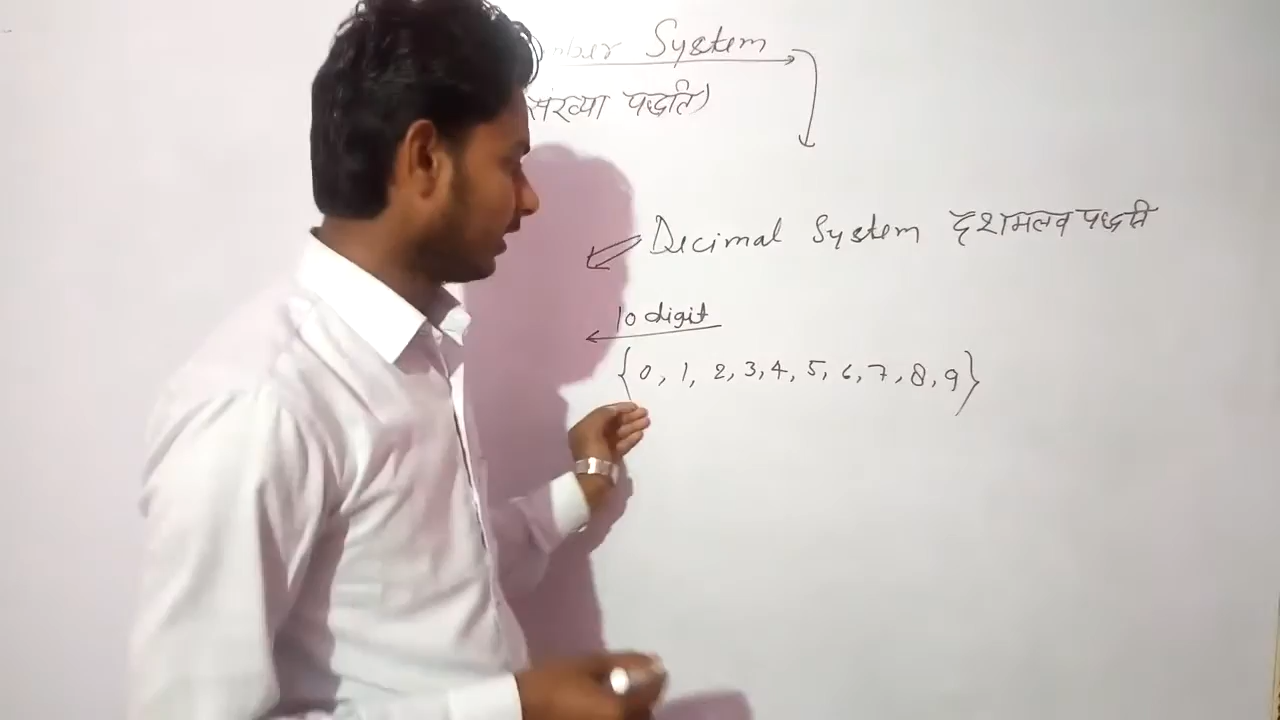 System
संख्या पद्धति)
Decimal System दशमलव पद्धति
10 digit
{0, 1, 2, 3, 4, 5, 6, 7, 8, 9}